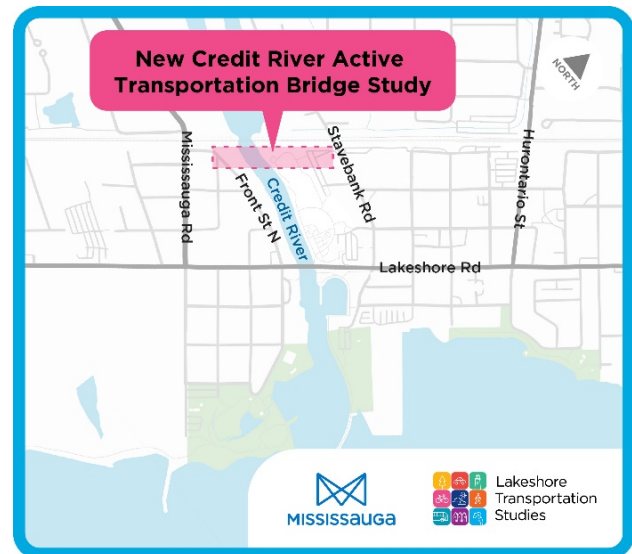 New Credit River Active
Transportation Bridge Study
NORTH
Mississauga Rd
Front St N
Credit River
Stavebank Rd
Hurontario St
Lakeshore Rd
MISSISSauGa
Lakeshore
Transportation
Studies